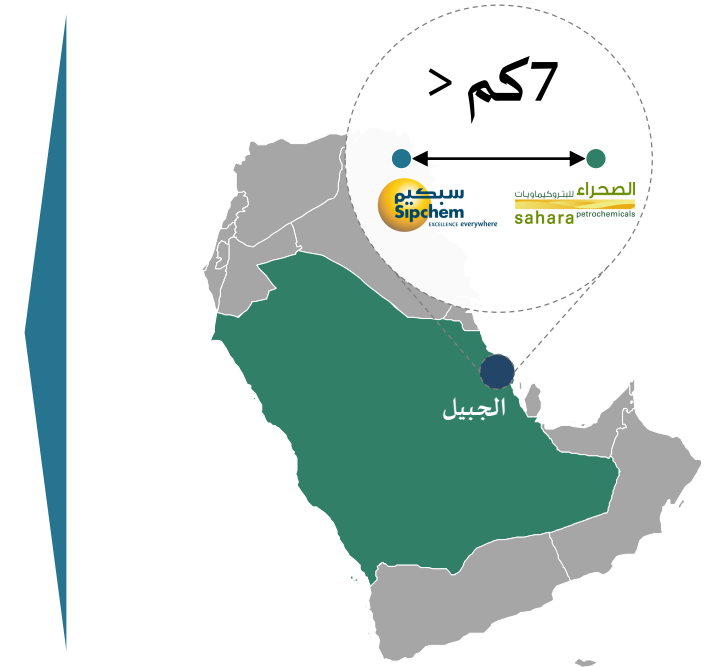 7كم <
سبكيم
Sipchem
EXCELLENCE everywhere
الصحراء للبتروكيماويات
sahara petrochemicals
الجبيل